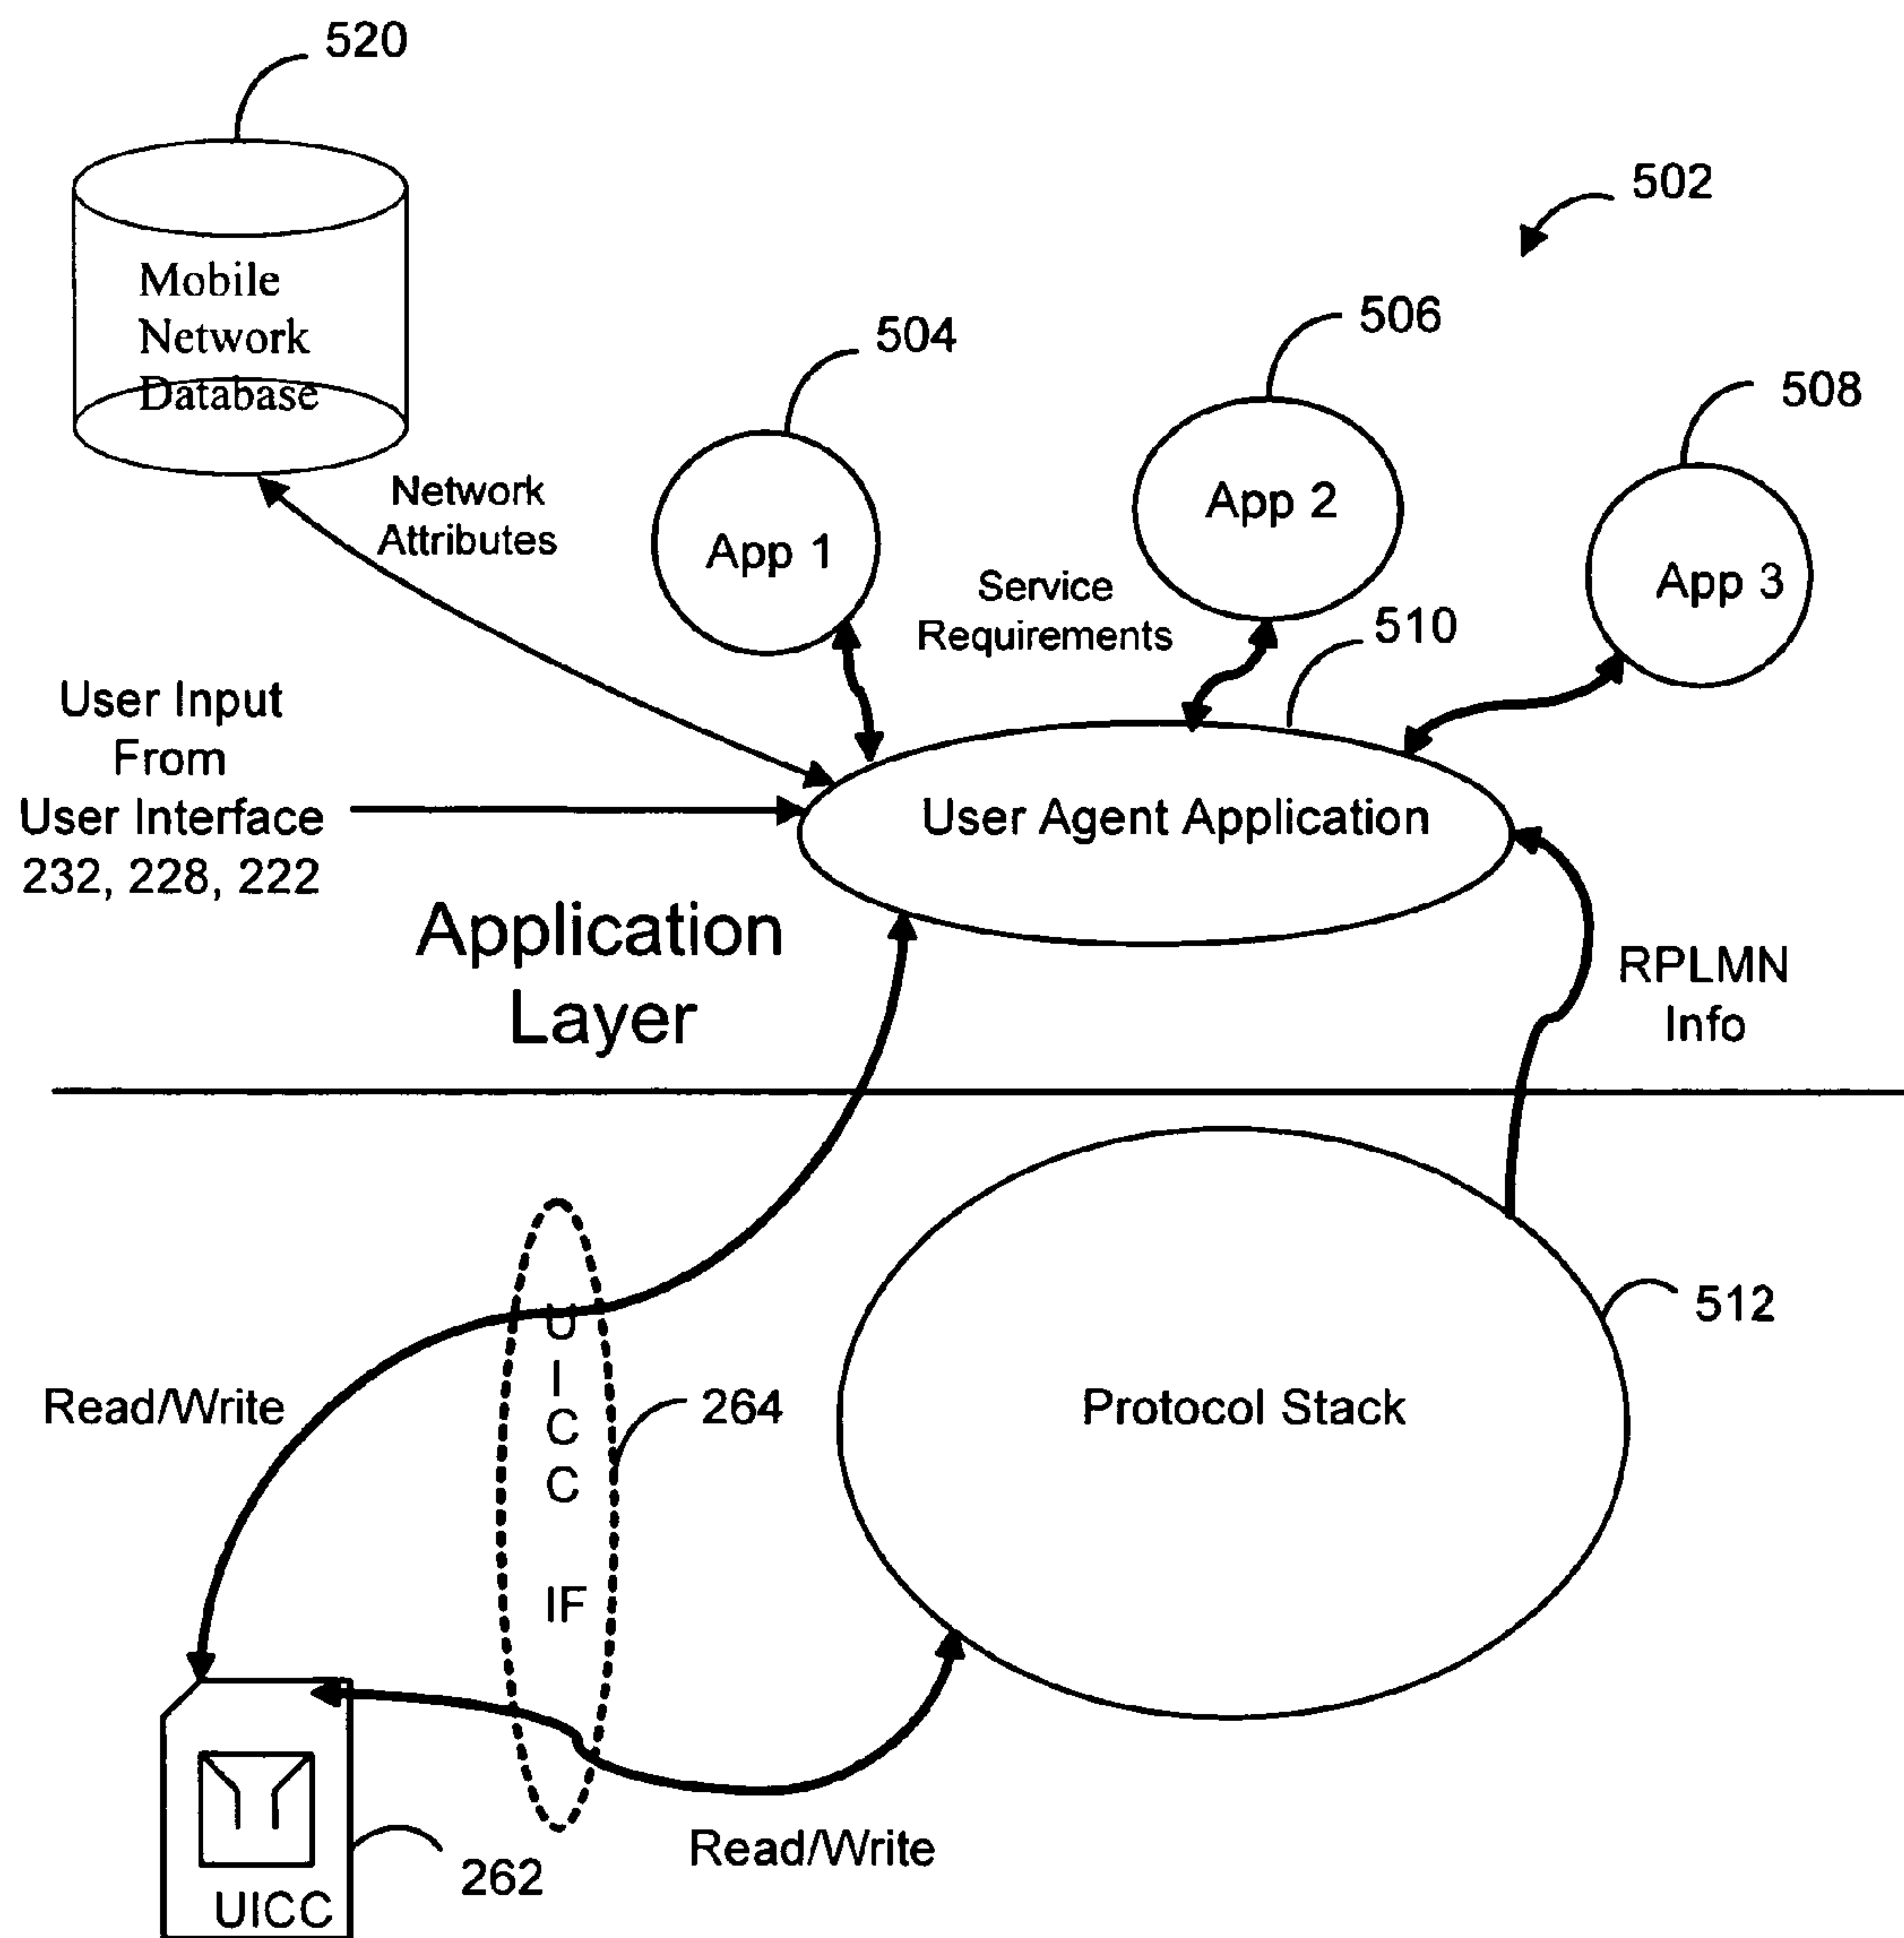 520
502
Mobile
Network
Database
504
506
508
Network
Attributes
App 1
App 2
App 3
Service
Requirements
510
User Input
From
User Interface
232, 228, 222
User Agent Application
Application
Layer
RPLMN
Info
512
Read/Write
U
I
C
C
IF
264
Protocol Stack
Read/Write
262
UICC